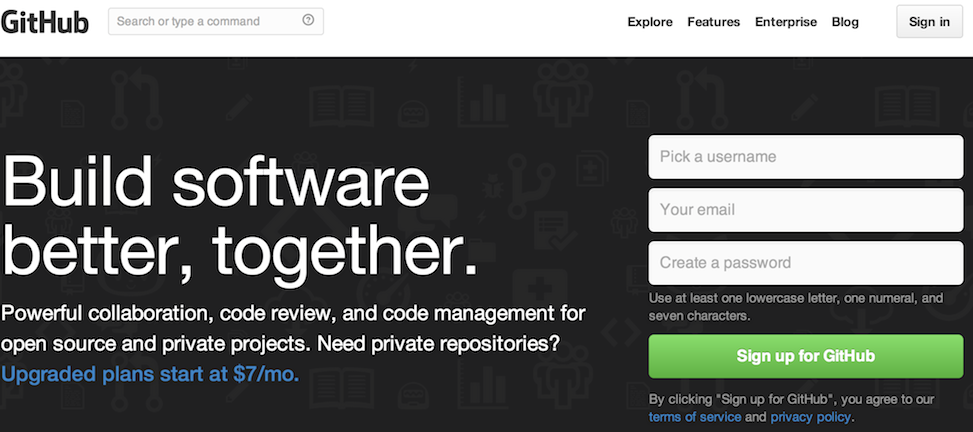 GitHub
Search or type a command
Explore Features Enterprise Blog Sign in
Build software
better, together.
Powerful collaboration, code review, and code management for
open source and private projects. Need private repositories?
Upgraded plans start at $7/mo.
Pick a username
Your email
Create a password
Use at least one lowercase letter, one numeral, and
seven characters.
Sign up for GitHub
By clicking "Sign up for GitHub", you agree to our
terms of service and privacy policy.